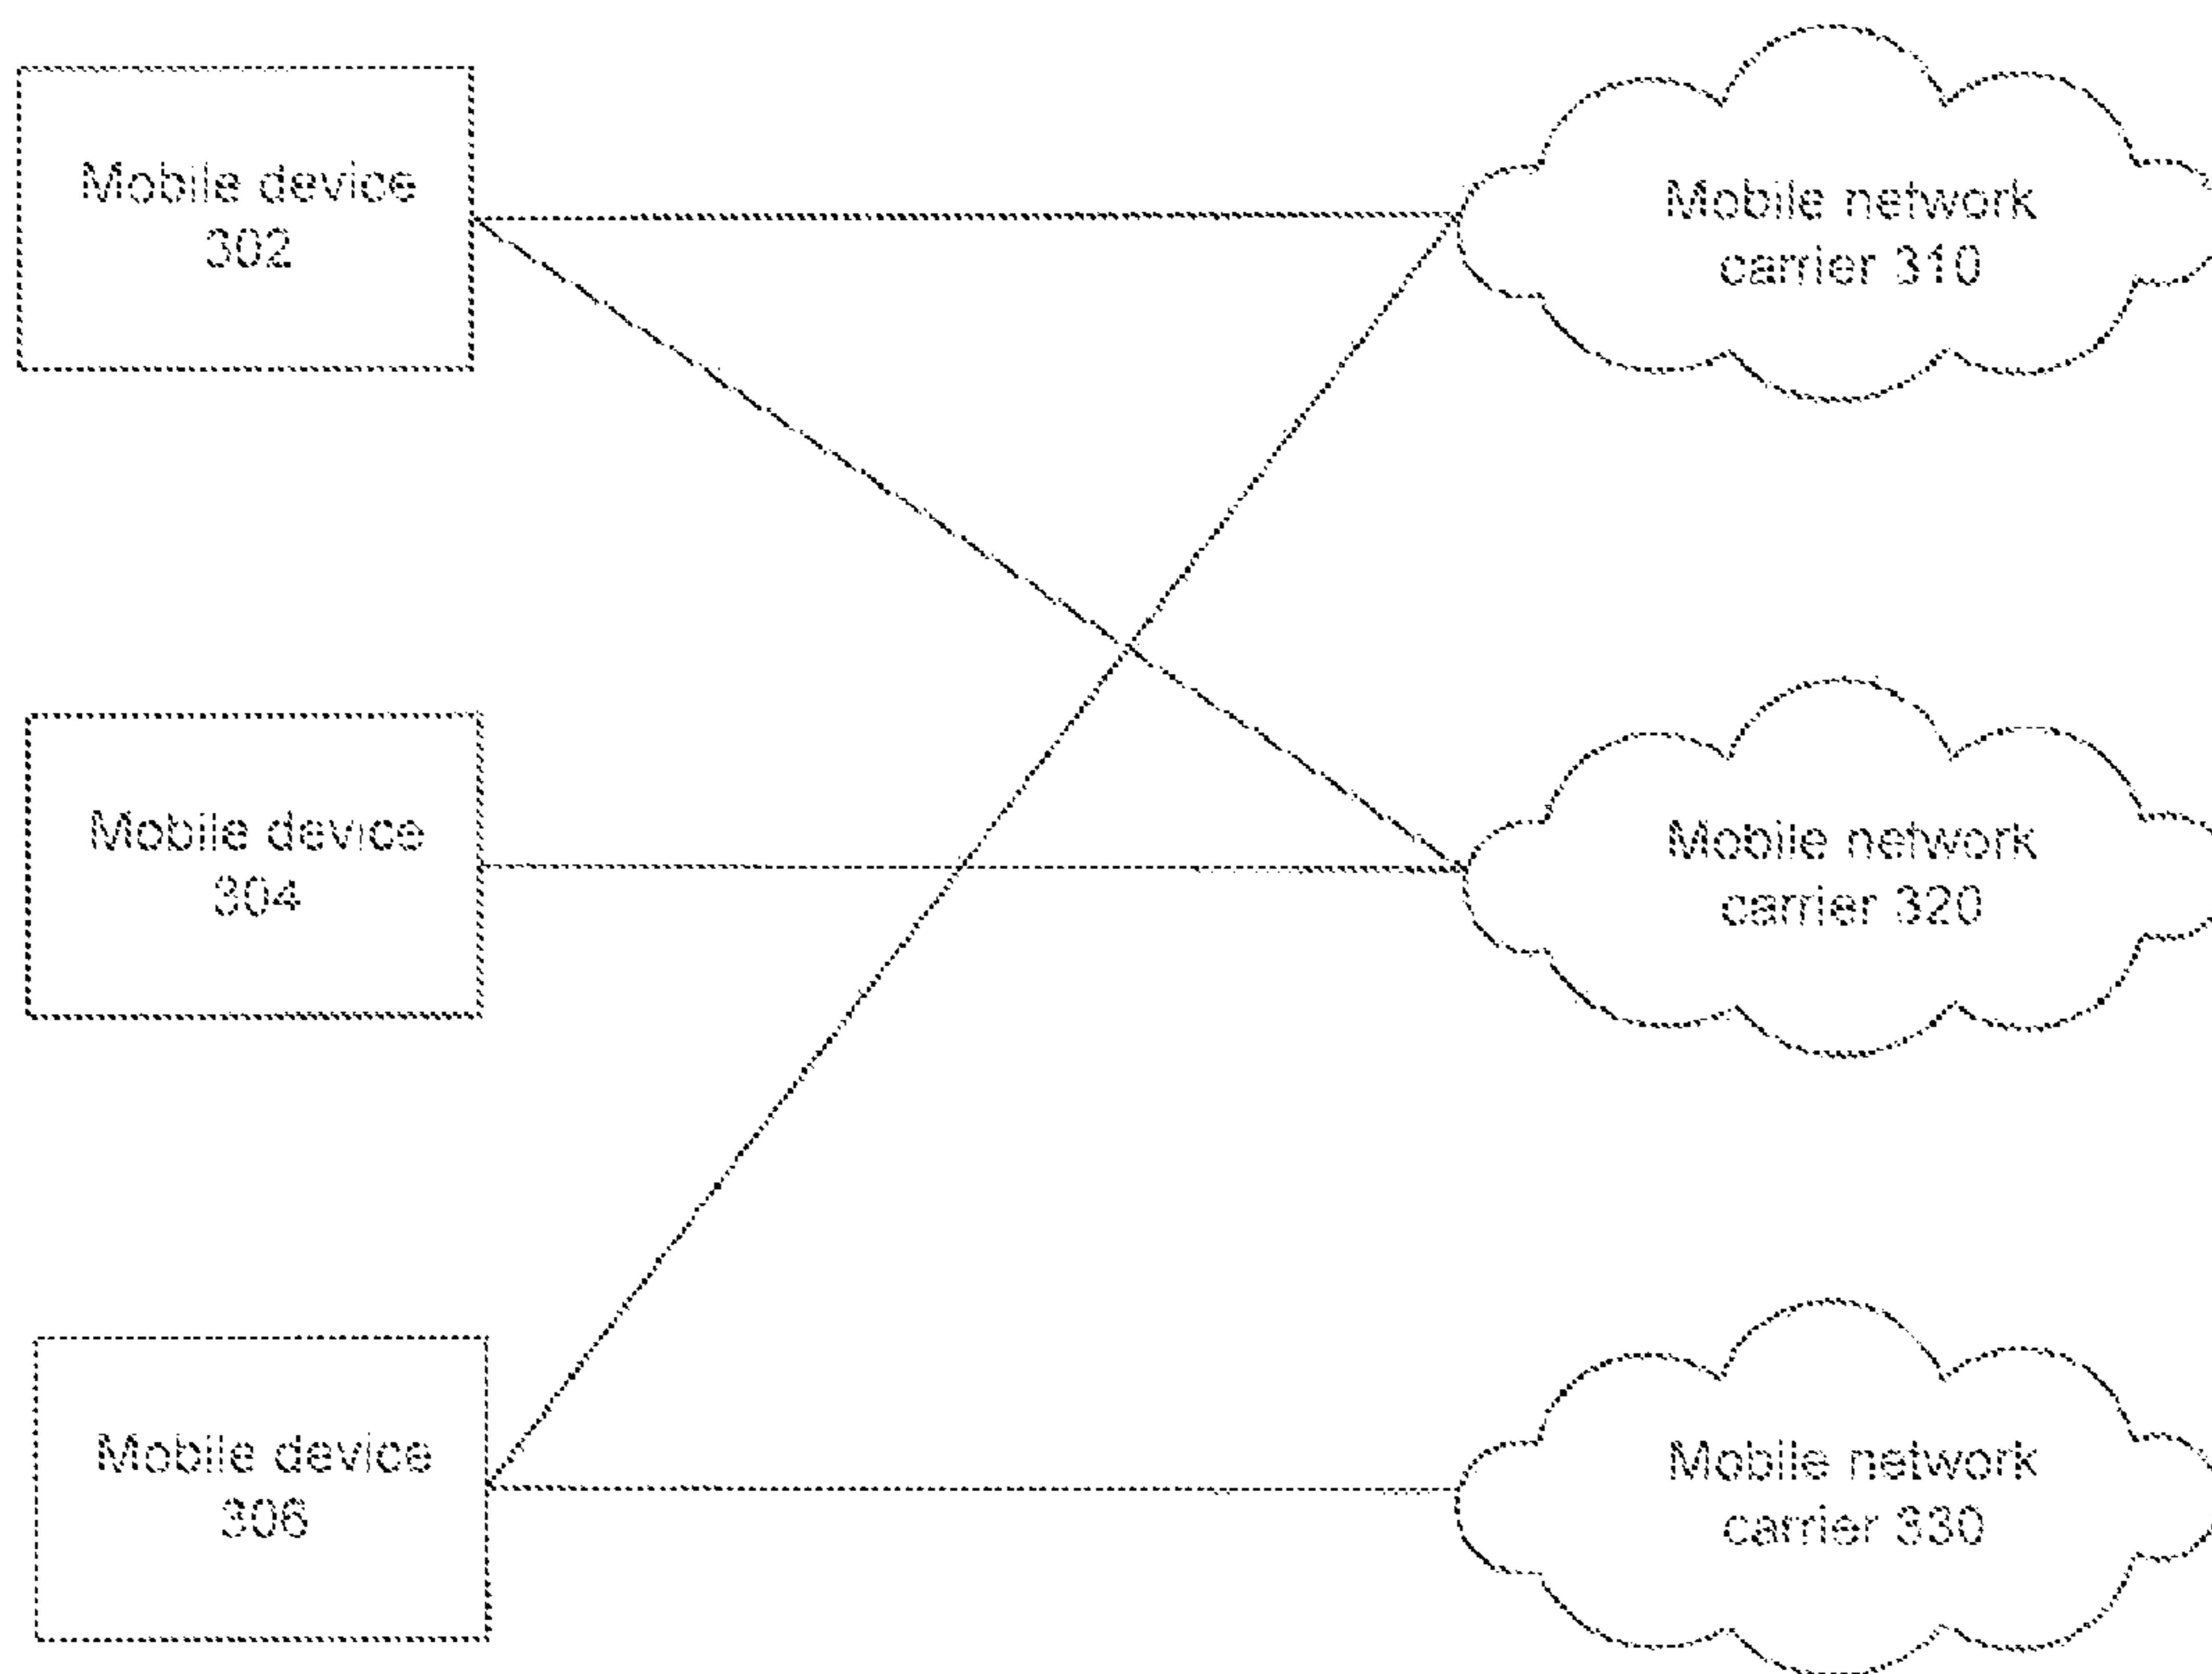 Mobile device
302
Mobile network
carrier 310
Mobile device
304
Mobile network
carrier 320
Mobile device
306
Mobile network
carrier 330